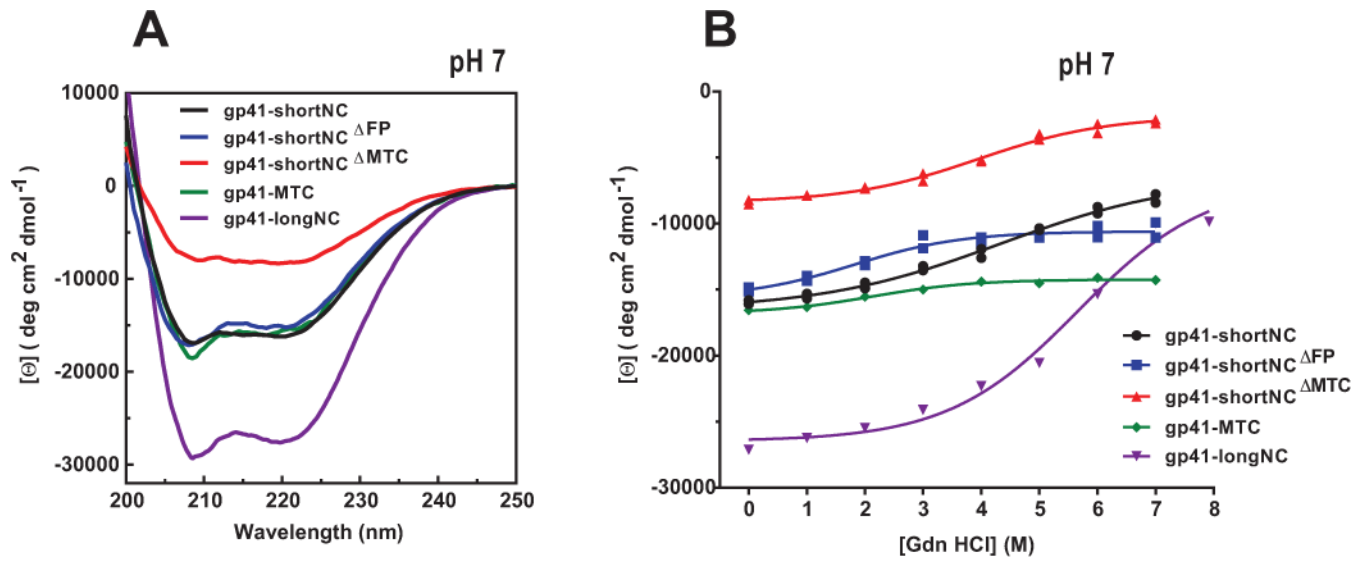 A
pH 7
10000
0
-10000
-20000
-30000
[Θ] ( deg cm² dmol⁻¹)
gp41-shortNC
gp41-shortNC ΔFP
gp41-shortNC ΔMTC
gp41-MTC
gp41-longNC
200 210 220 230 240 250
Wavelength (nm)
B
pH 7
0
-10000
-20000
-30000
[Θ] ( deg cm² dmol⁻¹)
gp41-shortNC
gp41-shortNC ΔFP
gp41-shortNC ΔMTC
gp41-MTC
gp41-longNC
0 1 2 3 4 5 6 7 8
[Gdn HCl] (M)